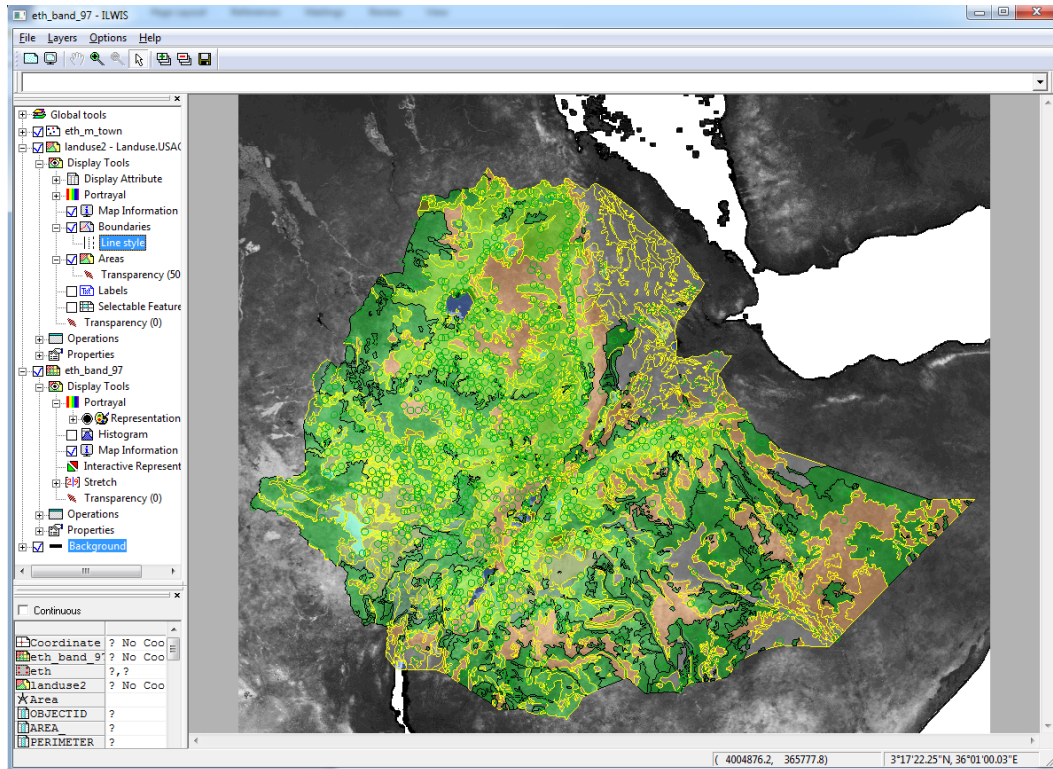 eth_band_97 - ILWIS
File Layers Options Help
Global tools
eth_m_town
landuse2 - Landuse.USAC
Display Tools
Display Attribute
Portrayal
Map Information
Boundaries
Line style
Areas
Transparency (50
Labels
Selectable Feature
Transparency (0)
Operations
Properties
eth_band_97
Display Tools
Portrayal
Representation
Histogram
Map Information
Interactive Represent
Stretch
Transparency (0)
Operations
Properties
Background
Continuous
Coordinate ? No Coo
eth_band_97 ? No Coo
eth ?,?
landuse2 ? No Coo
Area
OBJECTID ?
AREA_ ?
PERIMETER ?
( 4004876.2, 365777.8) 3°17'22.25"N, 36°01'00.03"E